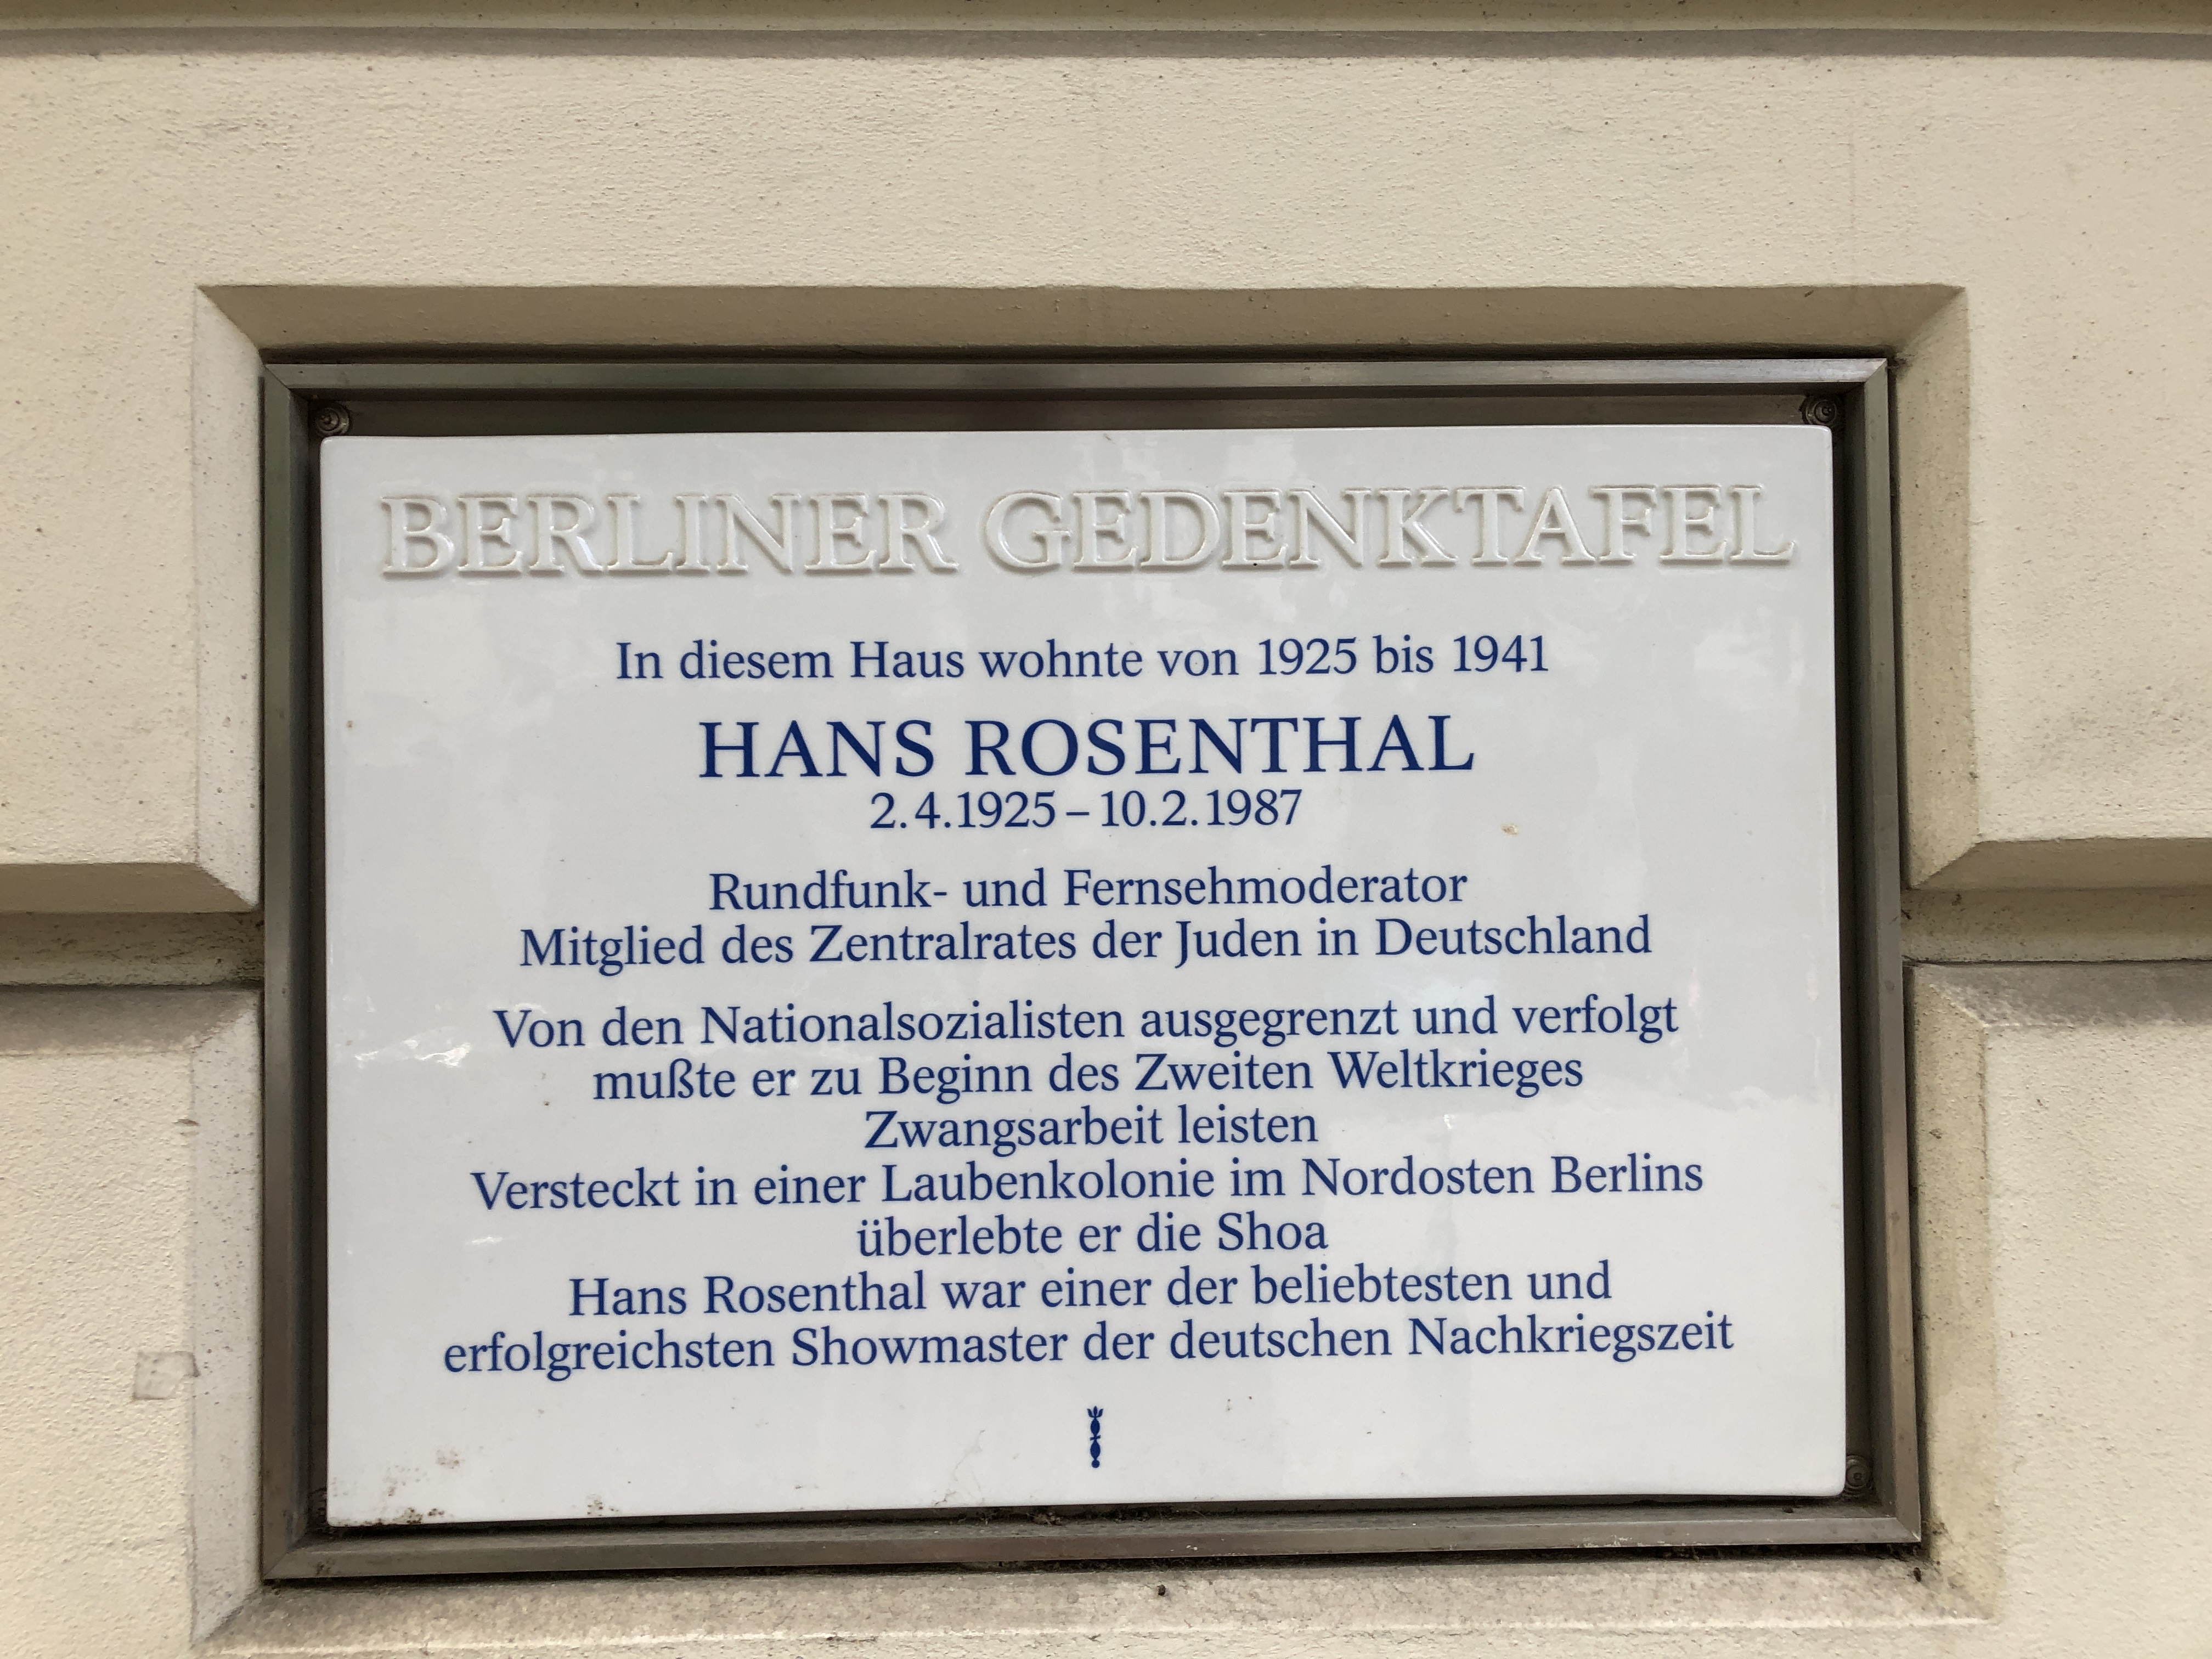 BERLINER GEDENKTAFEL
In diesem Haus wohnte von 1925 bis 1941
HANS ROSENTHAL
2.4.1925 – 10.2.1987
Rundfunk- und Fernsehmoderator
Mitglied des Zentralrates der Juden in Deutschland
Von den Nationalsozialisten ausgegrenzt und verfolgt
mußte er zu Beginn des Zweiten Weltkrieges
Zwangsarbeit leisten
Versteckt in einer Laubenkolonie im Nordosten Berlins
überlebte er die Shoa
Hans Rosenthal war einer der beliebtesten und
erfolgreichsten Showmaster der deutschen Nachkriegszeit